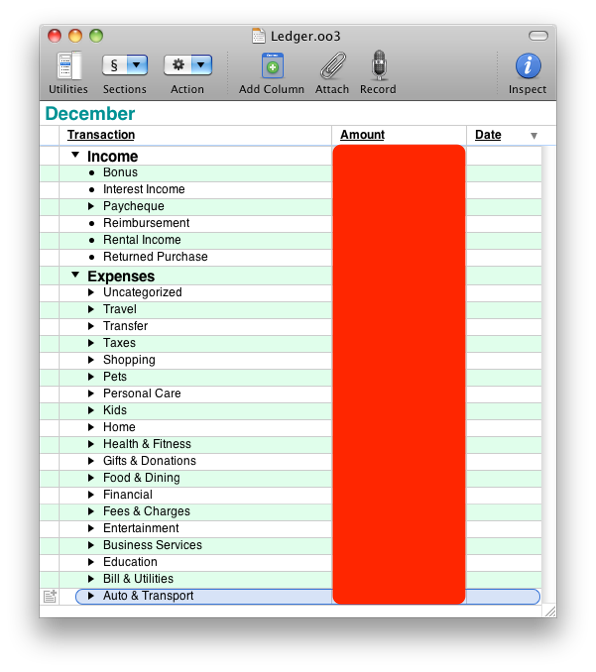 Ledger.oo3
Utilities Sections Action Add Column Attach Record Inspect
December
Transaction Amount Date
Income
Bonus
Interest Income
Paycheque
Reimbursement
Rental Income
Returned Purchase
Expenses
Uncategorized
Travel
Transfer
Taxes
Shopping
Pets
Personal Care
Kids
Home
Health & Fitness
Gifts & Donations
Food & Dining
Financial
Fees & Charges
Entertainment
Business Services
Education
Bill & Utilities
Auto & Transport